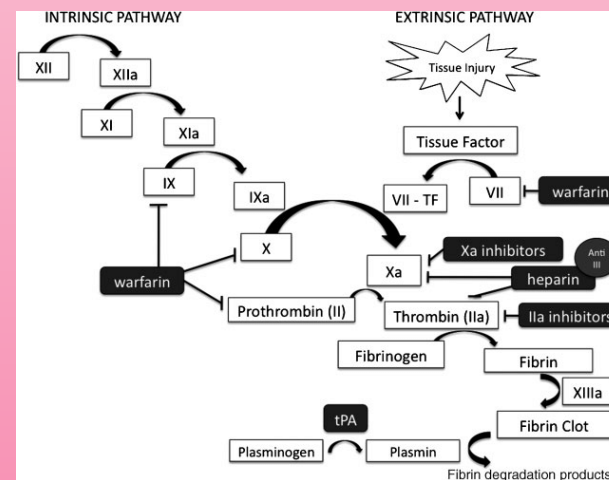 INTRINSIC PATHWAY
EXTRINSIC PATHWAY
XII
XIIa
Tissue Injury
XI
XIa
Tissue Factor
IX
IXa
VII - TF
VII
warfarin
X
Xa
Xa inhibitors
Anti
III
heparin
warfarin
Prothrombin (II)
Thrombin (IIa)
IIa inhibitors
Fibrinogen
Fibrin
XIIIa
tPA
Fibrin Clot
Plasminogen
Plasmin
Fibrin degradation products